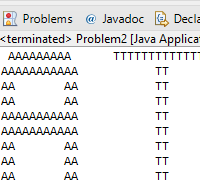 Problems @ Javadoc Decla
<terminated> Problem2 [Java Applicat
 AAAAAAAAA      TTTTTTTTTTTTT
AAAAAAAAAAA           TT
AA       AA           TT
AA       AA           TT
AAAAAAAAAAA           TT
AAAAAAAAAAA           TT
AA       AA           TT
AA       AA           TT
AA       AA           TT